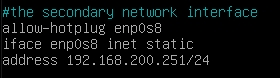 #the secondary network interface
allow-hotplug enp0s8
iface enp0s8 inet static
address 192.168.200.251/24